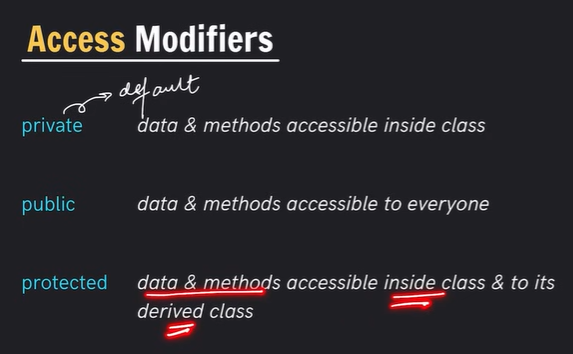 Access Modifiers
default
private data & methods accessible inside class
public data & methods accessible to everyone
protected data & methods accessible inside class & to its
derived class